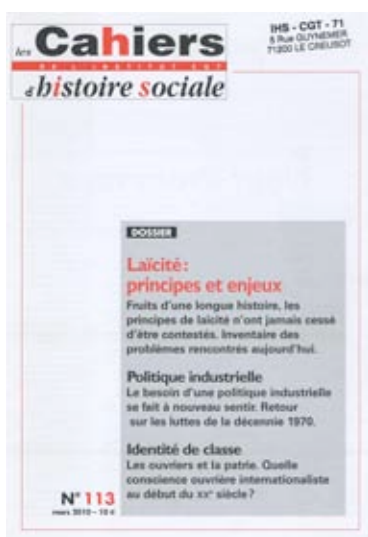 les Cahiers
DE L'INSTITUT CGT
d'histoire sociale
IHS - CGT - 71
5 Rue GUYNEMER
71200 LE CREUSOT
DOSSIER
Laïcité:
principes et enjeux
Fruits d'une longue histoire, les
principes de laïcité n'ont jamais cessé
d'être contestés. Inventaire des
problèmes rencontrés aujourd'hui.
Politique industrielle
Le besoin d'une politique industrielle
se fait à nouveau sentir. Retour
sur les luttes de la décennie 1970.
Identité de classe
Les ouvriers et la patrie. Quelle
conscience ouvrière internationaliste
au début du XXe siècle?
N° 113
mars 2010 - 10 €